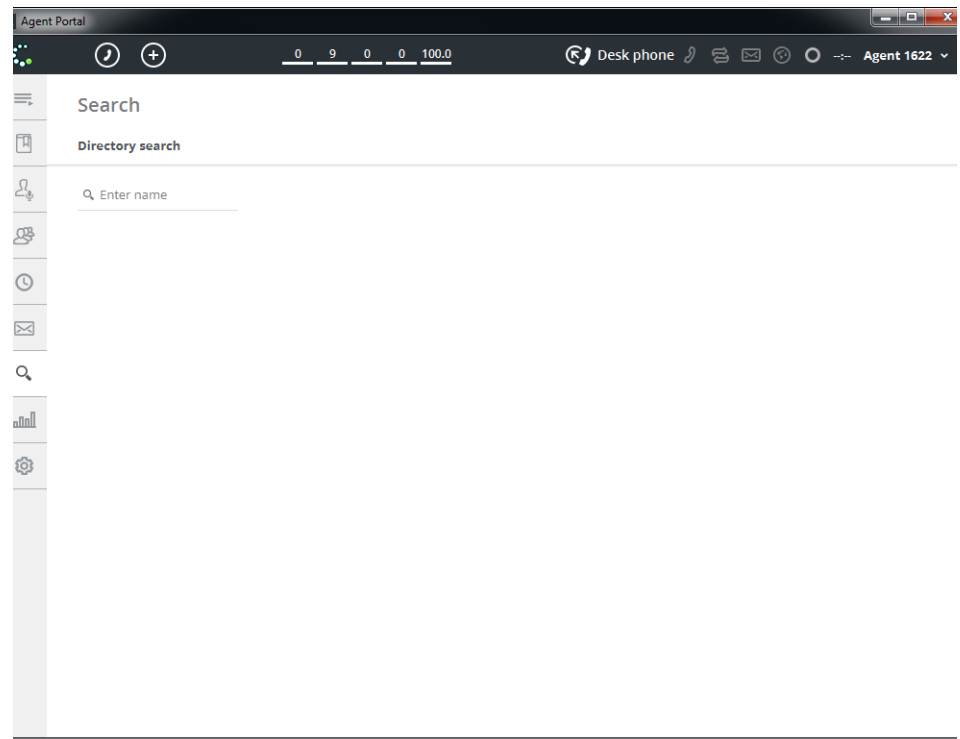 Agent Portal
0 9 0 0 100.0 Desk phone --:-- Agent 1622
Search
Directory search
Enter name